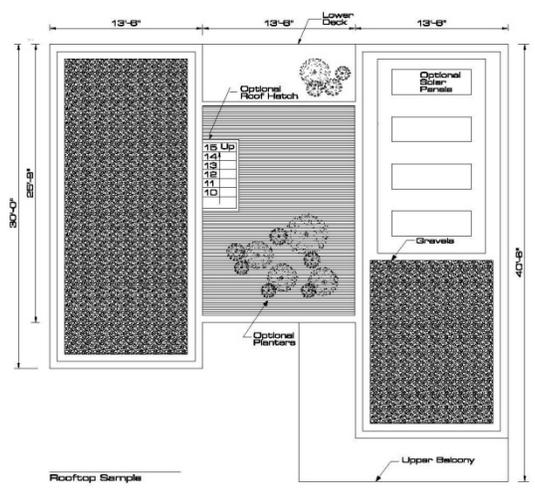 13'-6"
13'-6"
13'-6"
Lower
Deck
Optional
Roof Hatch
Optional
Solar
Panels
15 Up
14
13
12
11
10
30'-0"
25'-9"
40'-6"
Gravels
Optional
Planters
Upper Balcony
Rooftop Sample